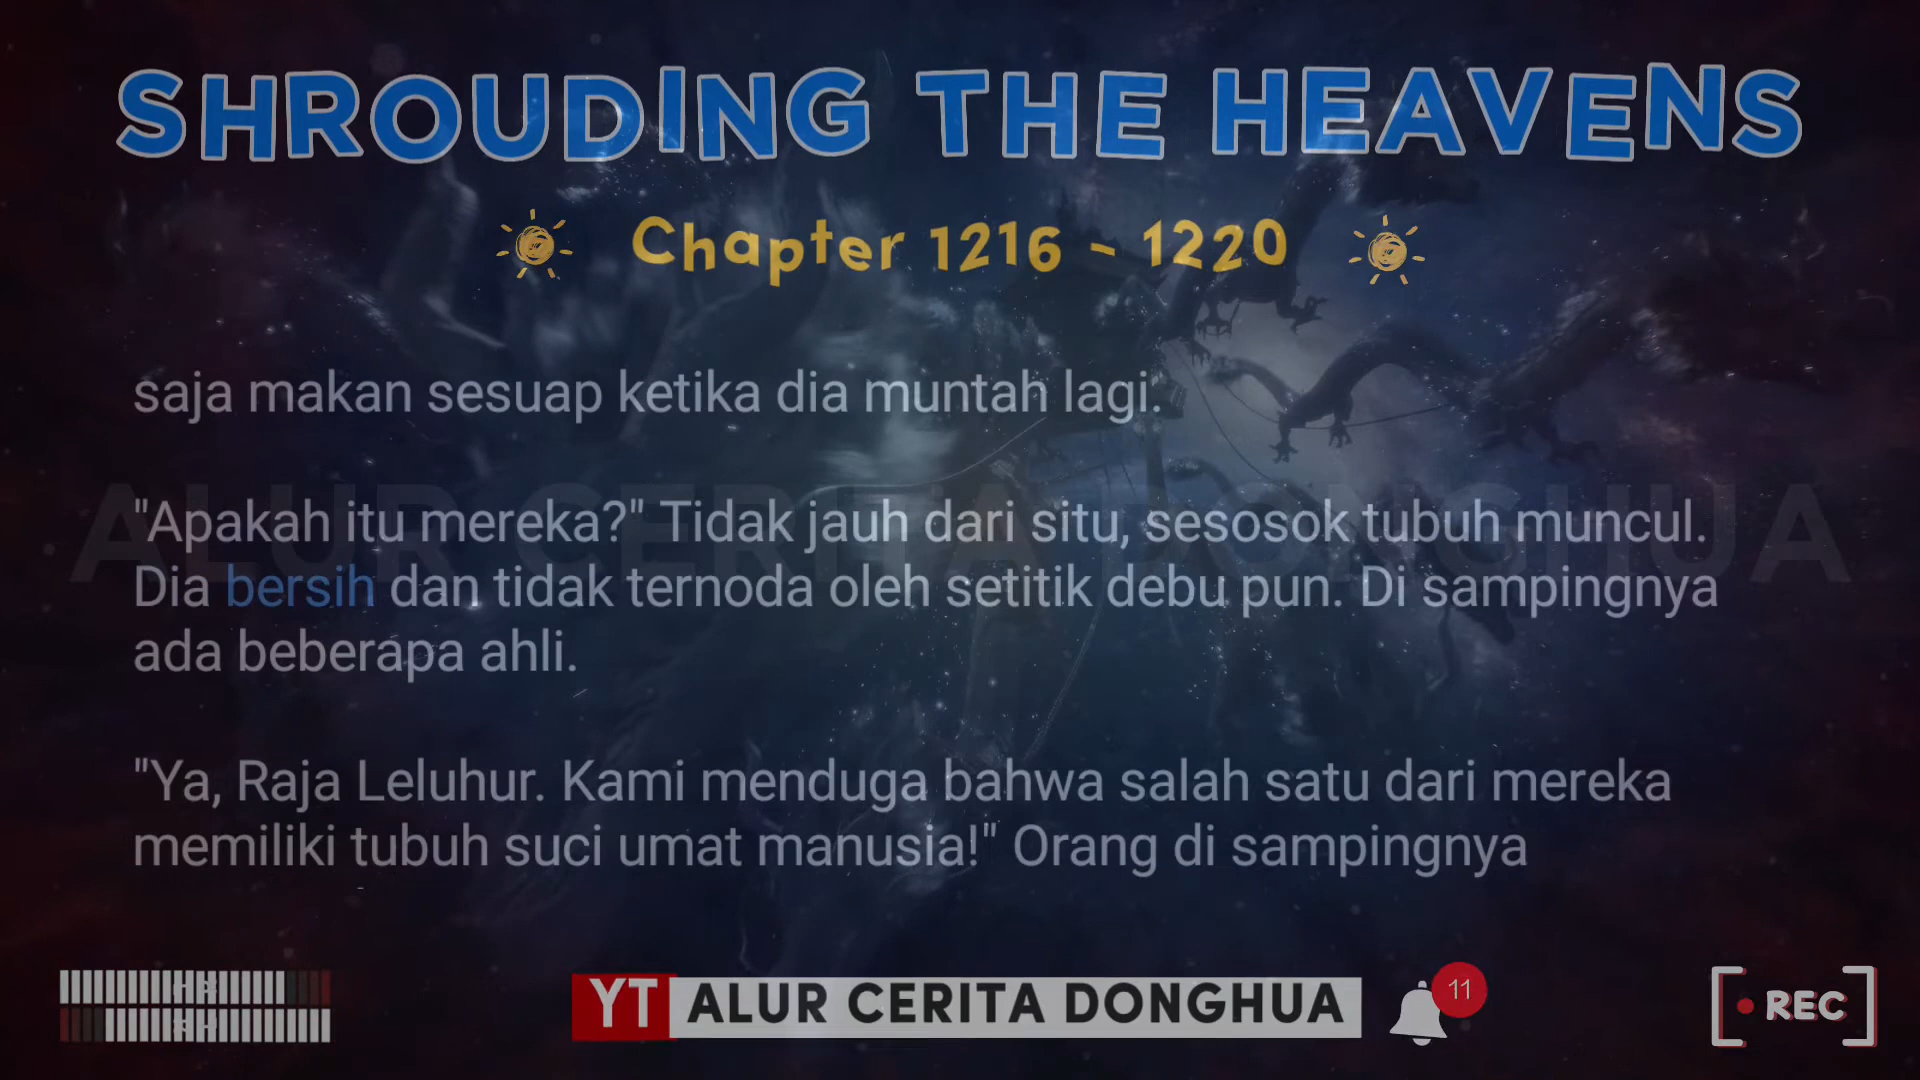 SHROUDING THE HEAVENS
Chapter 1216 - 1220
saja makan sesuap ketika dia muntah lagi.
ALUR CERITA DONGHUA
"Apakah itu mereka?" Tidak jauh dari situ, sesosok tubuh muncul.
Dia bersih dan tidak ternoda oleh setitik debu pun. Di sampingnya
ada beberapa ahli.
"Ya, Raja Leluhur. Kami menduga bahwa salah satu dari mereka
memiliki tubuh suci umat manusia!" Orang di sampingnya
YT ALUR CERITA DONGHUA
11
REC